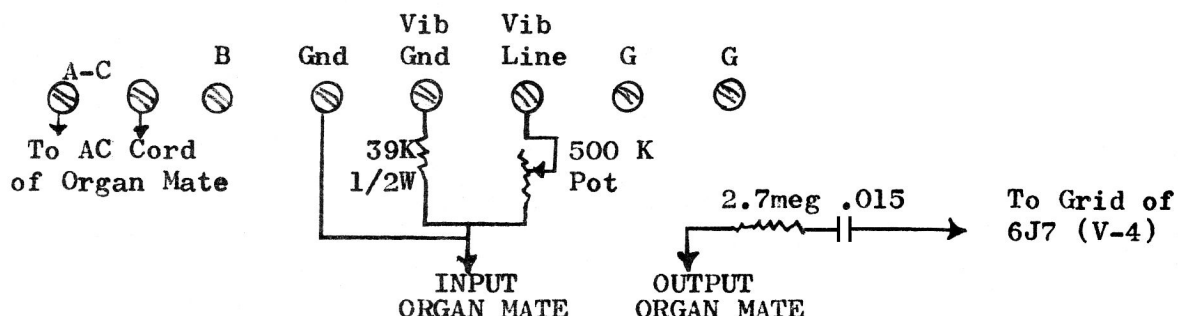 Vib Vib
A-C B Gnd Gnd Line G G
To AC Cord
of Organ Mate
39K
1/2W
500 K
Pot
2.7meg .015
To Grid of
6J7 (V-4)
INPUT
ORGAN MATE
OUTPUT
ORGAN MATE